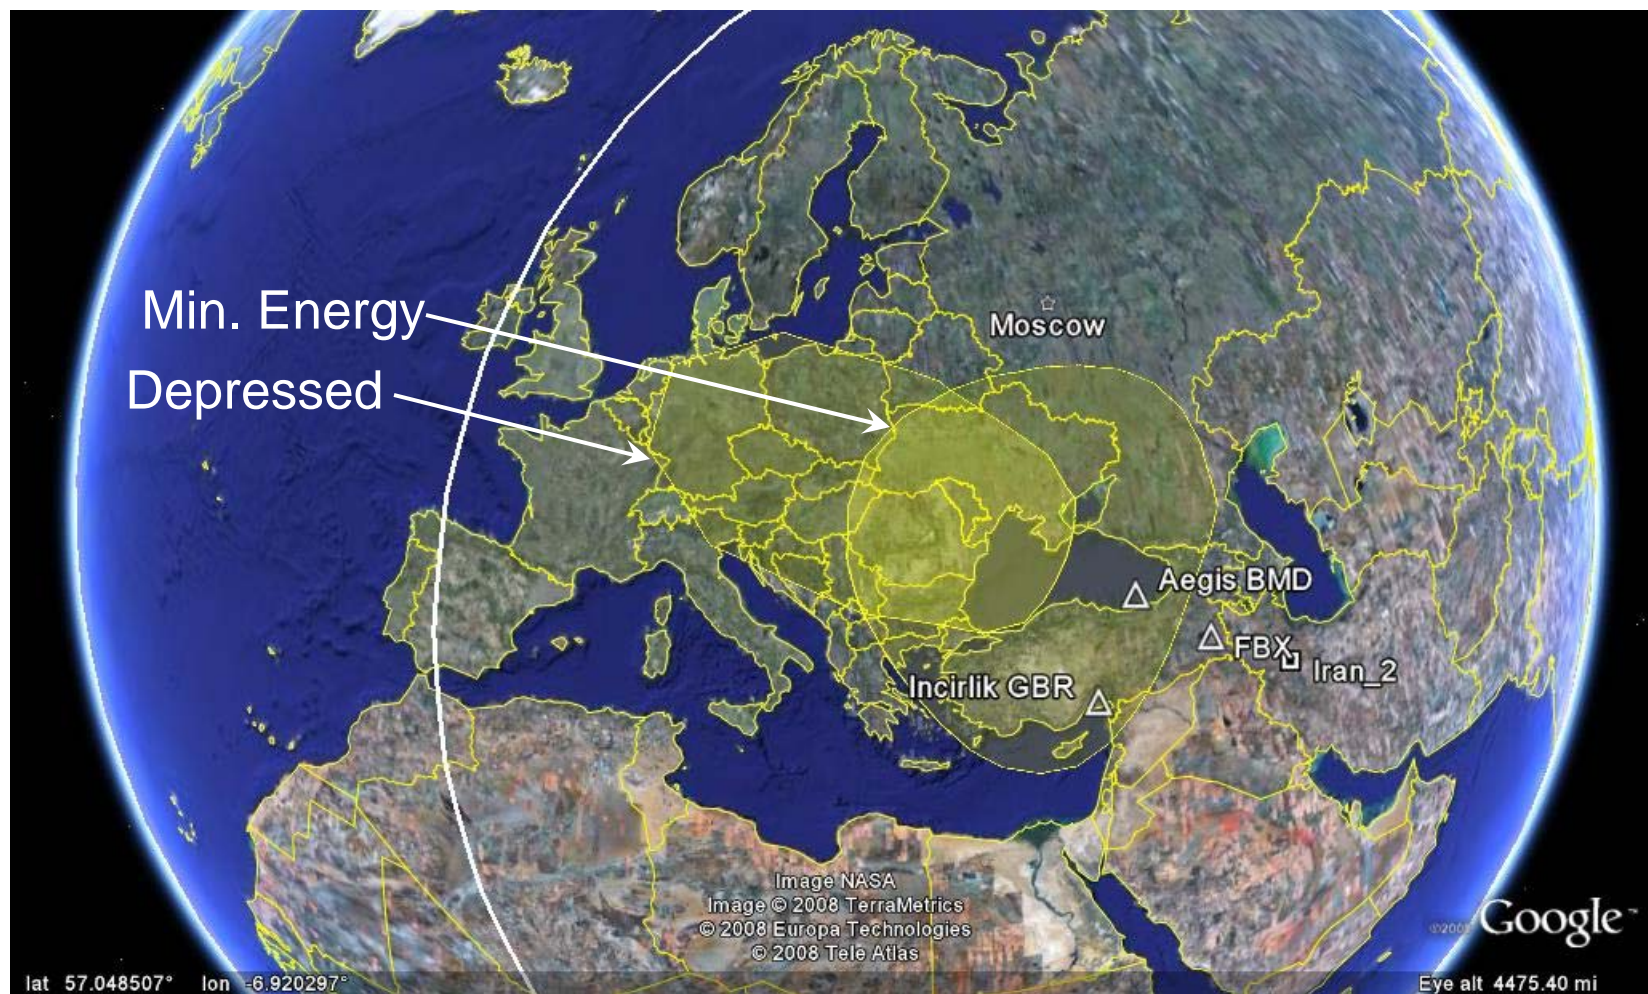 Min. Energy
Depressed
Moscow
Aegis BMD
FBX
Iran_2
Incirlik GBR
Image NASA
Image © 2008 TerraMetrics
© 2008 Europa Technologies
© 2008 Tele Atlas
Google™
lat 57.048507° lon -6.920297°
Eye alt 4475.40 mi